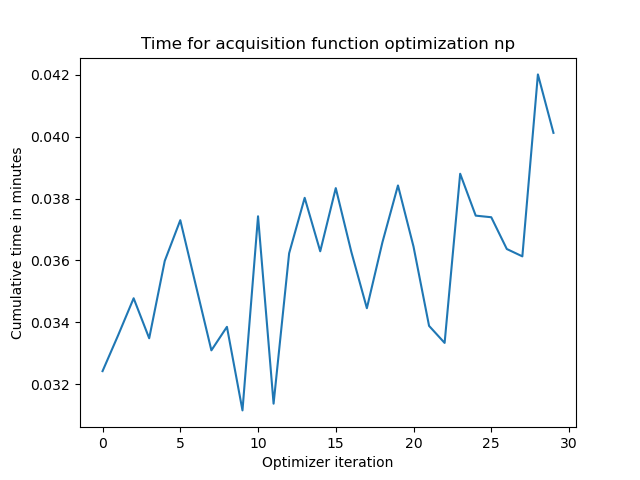 Time for acquisition function optimization np
Cumulative time in minutes
0.042
0.040
0.038
0.036
0.034
0.032
0 5 10 15 20 25 30
Optimizer iteration